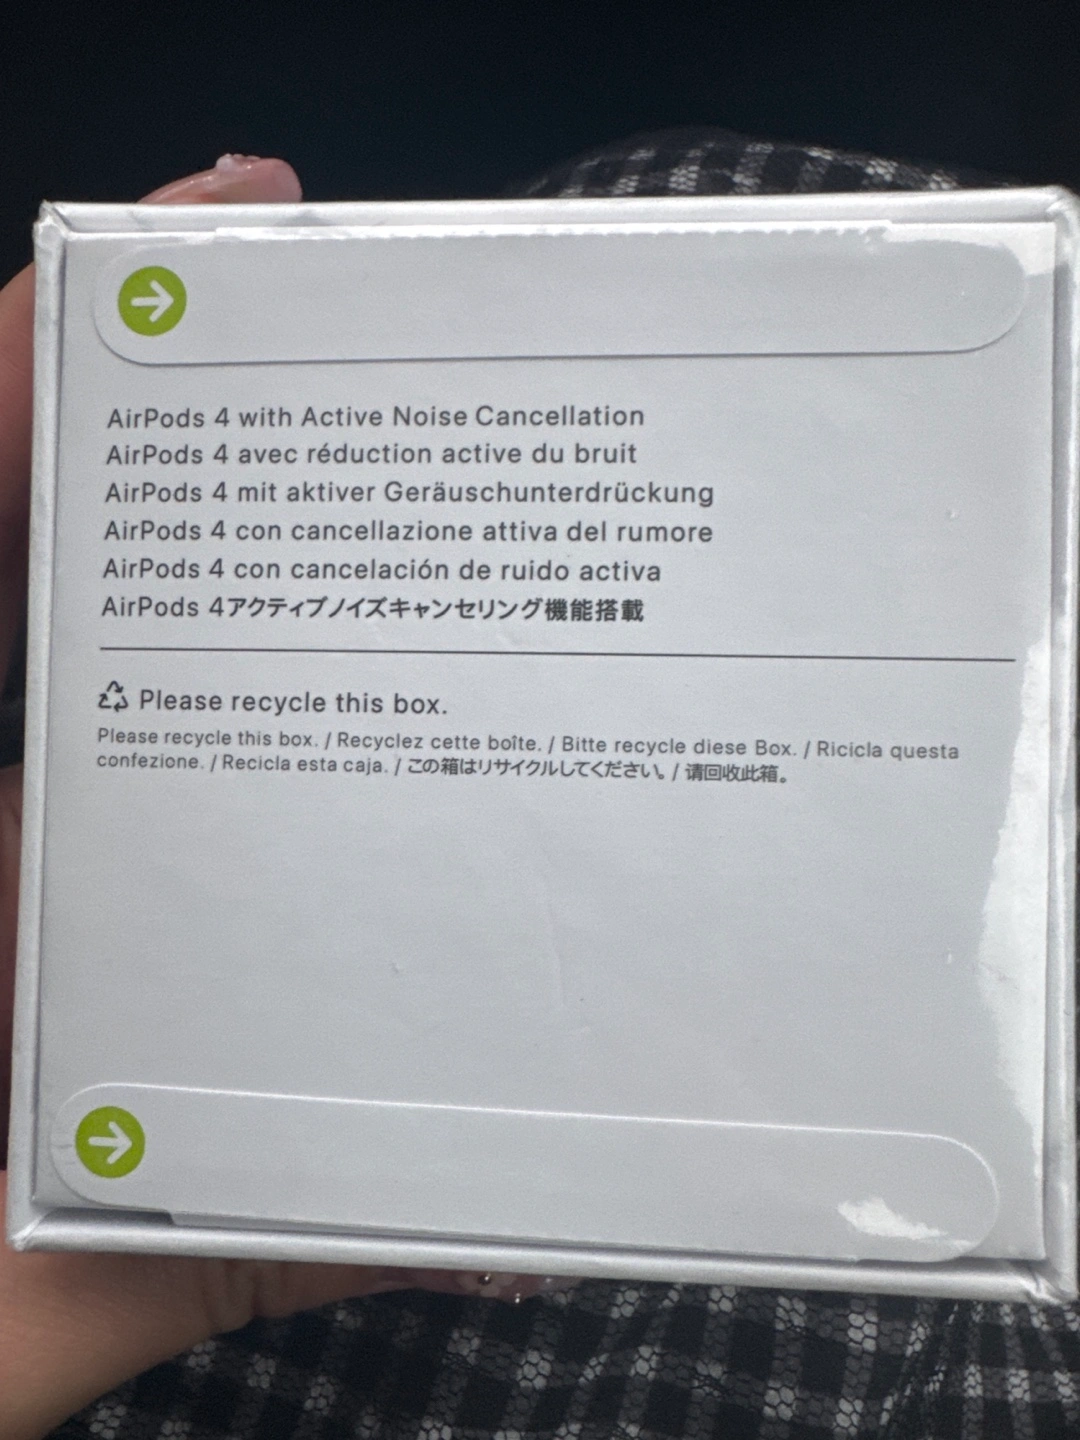 AirPods 4 with Active Noise Cancellation
AirPods 4 avec réduction active du bruit
AirPods 4 mit aktiver Geräuschunterdrückung
AirPods 4 con cancellazione attiva del rumore
AirPods 4 con cancelación de ruido activa
AirPods 4アクティブノイズキャンセリング機能搭載
Please recycle this box.
Please recycle this box. / Recyclez cette boîte. / Bitte recycle diese Box. / Ricicla questa
confezione. / Recicla esta caja. / この箱はリサイクルしてください。/ 请回收此箱。